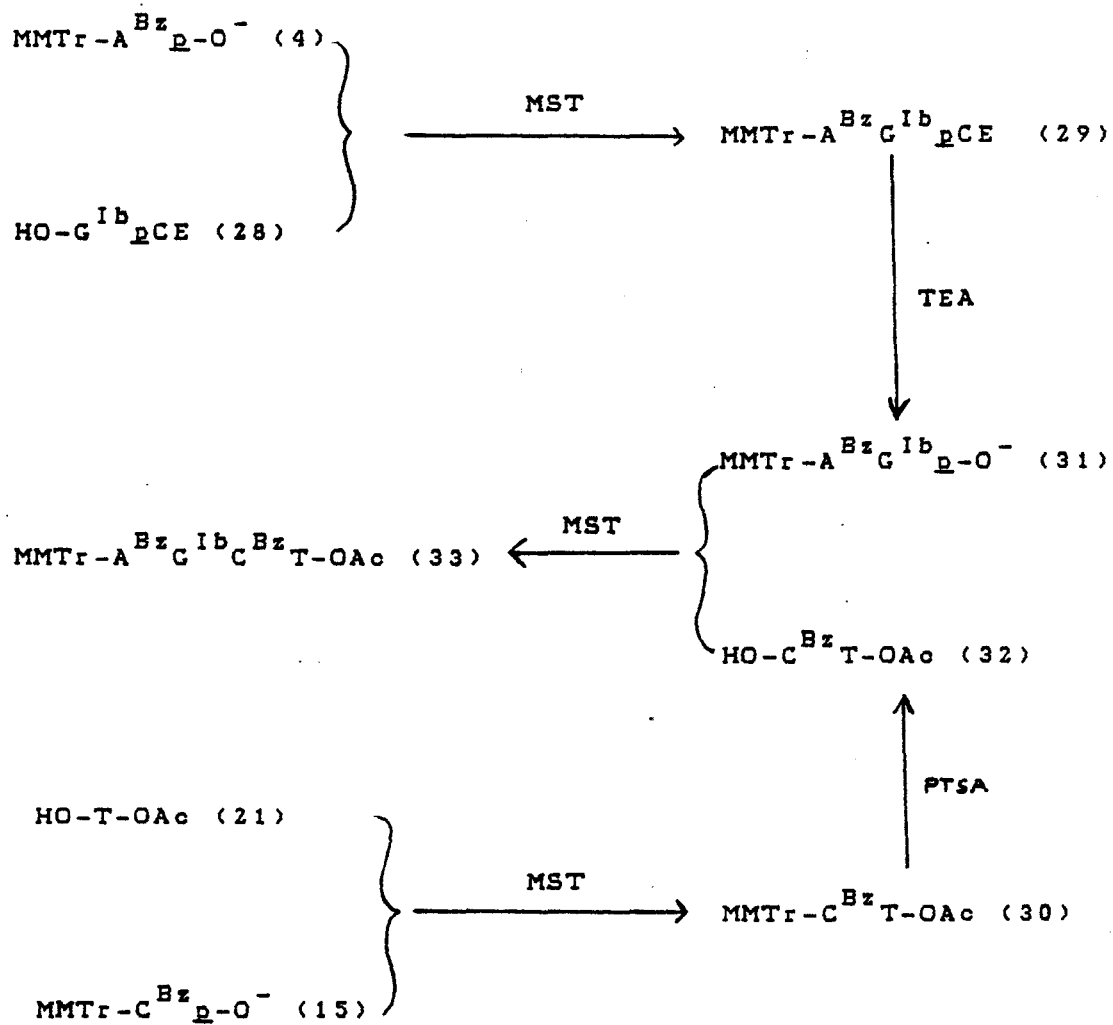 MMTr-A^Bz p-O^- (4)
MST
MMTr-A^Bz G^Ib pCE (29)
HO-G^Ib pCE (28)
TEA
MMTr-A^Bz G^Ib p-O^- (31)
MST
MMTr-A^Bz G^Ib C^Bz T-OAc (33)
HO-C^Bz T-OAc (32)
PTSA
HO-T-OAc (21)
MST
MMTr-C^Bz T-OAc (30)
MMTr-C^Bz p-O^- (15)